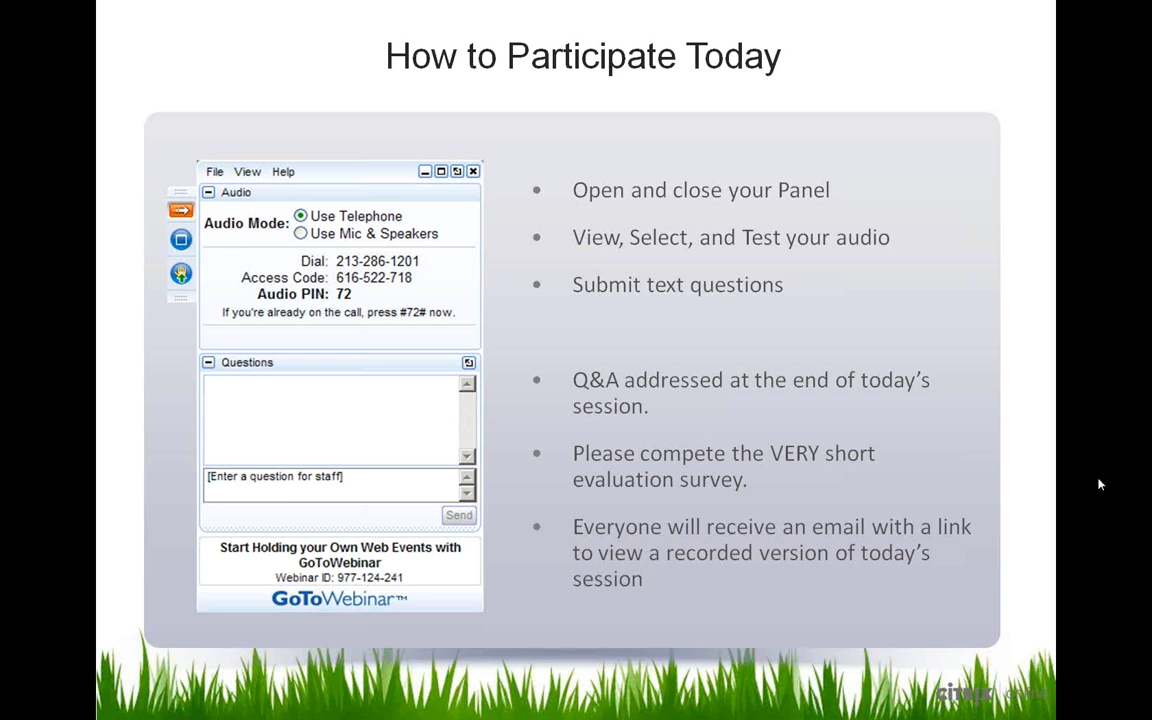 How to Participate Today
File View Help
Audio
Audio Mode: Use Telephone
Use Mic & Speakers
Dial: 213-286-1201
Access Code: 616-522-718
Audio PIN: 72
If you're already on the call, press #72# now.
Questions
[Enter a question for staff]
Send
Start Holding your Own Web Events with
GoToWebinar
Webinar ID: 977-124-241
GoToWebinar™
• Open and close your Panel
• View, Select, and Test your audio
• Submit text questions
• Q&A addressed at the end of today’s
session.
• Please compete the VERY short
evaluation survey.
• Everyone will receive an email with a link
to view a recorded version of today’s
session
citrix online